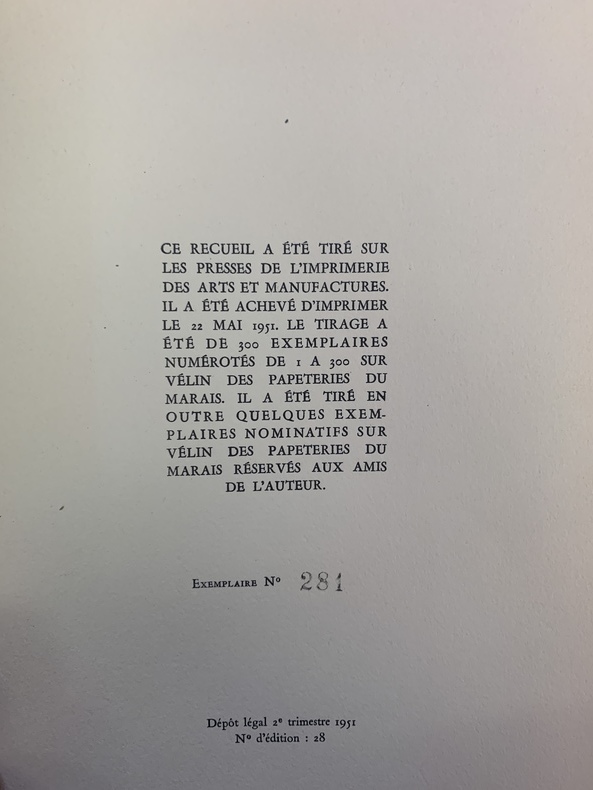 CE RECUEIL A ÉTÉ TIRÉ SUR
LES PRESSES DE L'IMPRIMERIE
DES ARTS ET MANUFACTURES.
IL A ÉTÉ ACHEVÉ D'IMPRIMER
LE 22 MAI 1951. LE TIRAGE A
ÉTÉ DE 300 EXEMPLAIRES
NUMÉROTÉS DE 1 A 300 SUR
VÉLIN DES PAPETERIES DU
MARAIS. IL A ÉTÉ TIRÉ EN
OUTRE QUELQUES EXEM-
PLAIRES NOMINATIFS SUR
VÉLIN DES PAPETERIES DU
MARAIS RÉSERVÉS AUX AMIS
DE L'AUTEUR.
EXEMPLAIRE Nº 281
Dépôt légal 2ᵉ trimestre 1951
Nº d'édition : 28